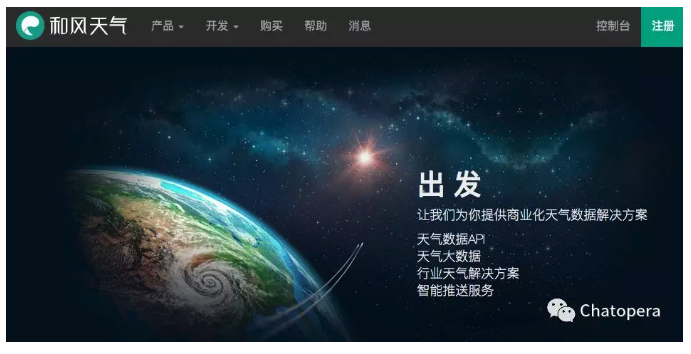 和风天气 产品 开发 购买 帮助 消息 控制台 注册
出发
让我们为你提供商业化天气数据解决方案
天气数据API
天气大数据
行业天气解决方案
智能推送服务
Chatopera